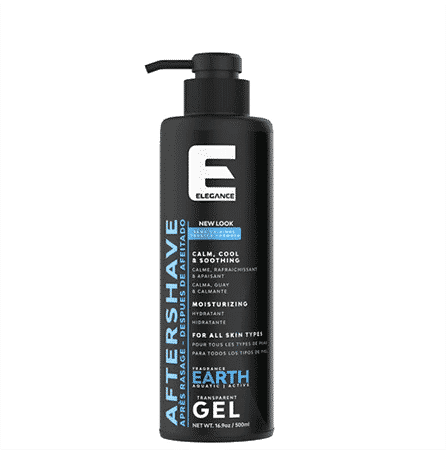 E
ELEGANCE
NEW LOOK
CALM, COOL
& SOOTHING
CALME, RAFRAICHISSANT
& APAISANT
CALMA, GUAY
& CALMANTE
MOISTURIZING
HYDRATANT
HIDRATANTE
FOR ALL SKIN TYPES
POUR TOUS LES TYPES DE PEAU
PARA TODOS LOS TIPOS DE PIEL
FRAGRANCE
EARTH
AQUATIC | ACTIVE
TRANSPARENT
GEL
NET WT. 16.9oz / 500ml
AFTERSHAVE
APRÈS RASAGE - DESPUES DE AFEITADO